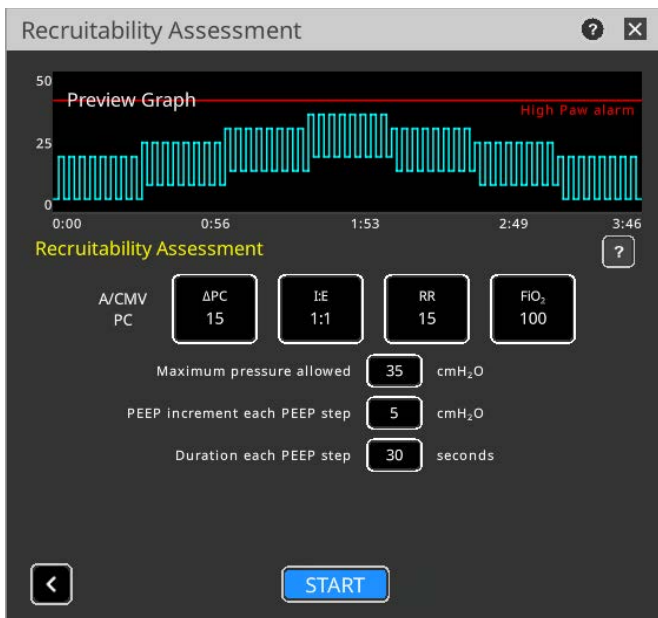 Recruitability Assessment ?
50
Preview Graph
High Paw alarm
25
0
0:00 0:56 1:53 2:49 3:46
Recruitability Assessment ?
A/CMV PC
ΔPC 15
I:E 1:1
RR 15
FiO₂ 100
Maximum pressure allowed 35 cmH₂O
PEEP increment each PEEP step 5 cmH₂O
Duration each PEEP step 30 seconds
START